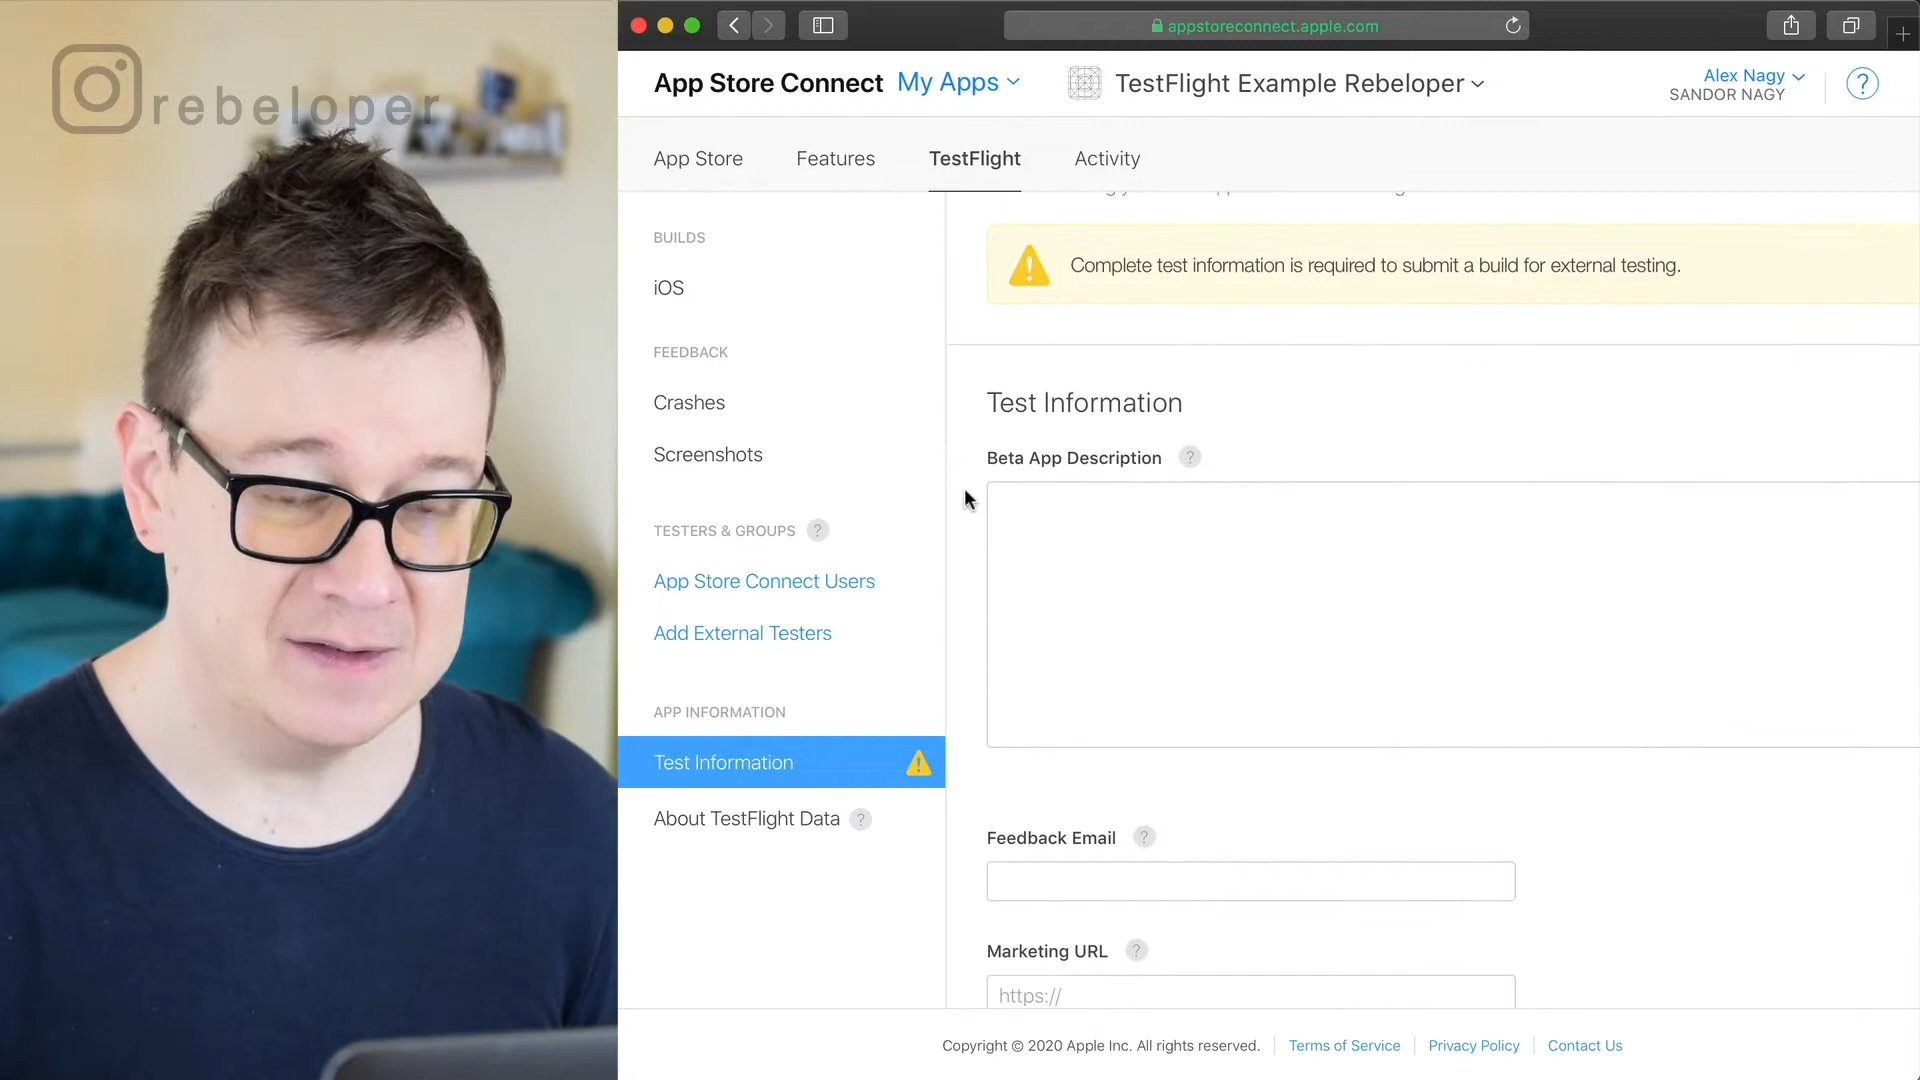 rebeloper
appstoreconnect.apple.com
App Store Connect My Apps
TestFlight Example Rebeloper
Alex Nagy
SANDOR NAGY
?
App Store Features TestFlight Activity
BUILDS
iOS
FEEDBACK
Crashes
Screenshots
TESTERS & GROUPS ?
App Store Connect Users
Add External Testers
APP INFORMATION
Test Information
About TestFlight Data ?
Complete test information is required to submit a build for external testing.
Test Information
Beta App Description ?
Feedback Email ?
Marketing URL ?
https://
Copyright © 2020 Apple Inc. All rights reserved. Terms of Service Privacy Policy Contact Us